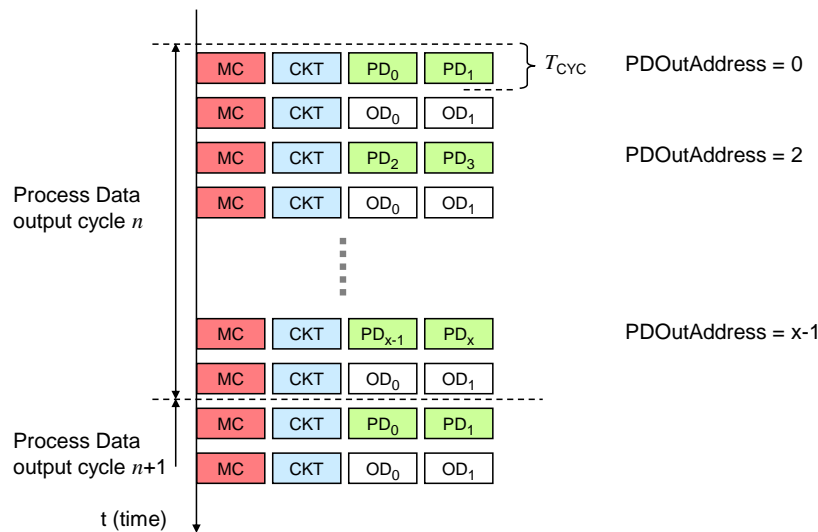 MC CKT PD₀ PD₁ T_CYC PDOutAddress = 0
MC CKT OD₀ OD₁
MC CKT PD₂ PD₃ PDOutAddress = 2
Process Data
output cycle n
MC CKT OD₀ OD₁
MC CKT PDₓ₋₁ PDₓ PDOutAddress = x-1
MC CKT OD₀ OD₁
MC CKT PD₀ PD₁
Process Data
output cycle n+1
MC CKT OD₀ OD₁
t (time)